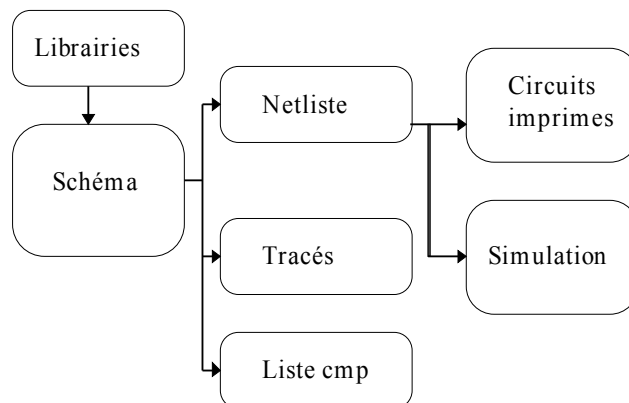 Librairies
Schéma
Netliste
Tracés
Liste cmp
Circuits
imprimes
Simulation